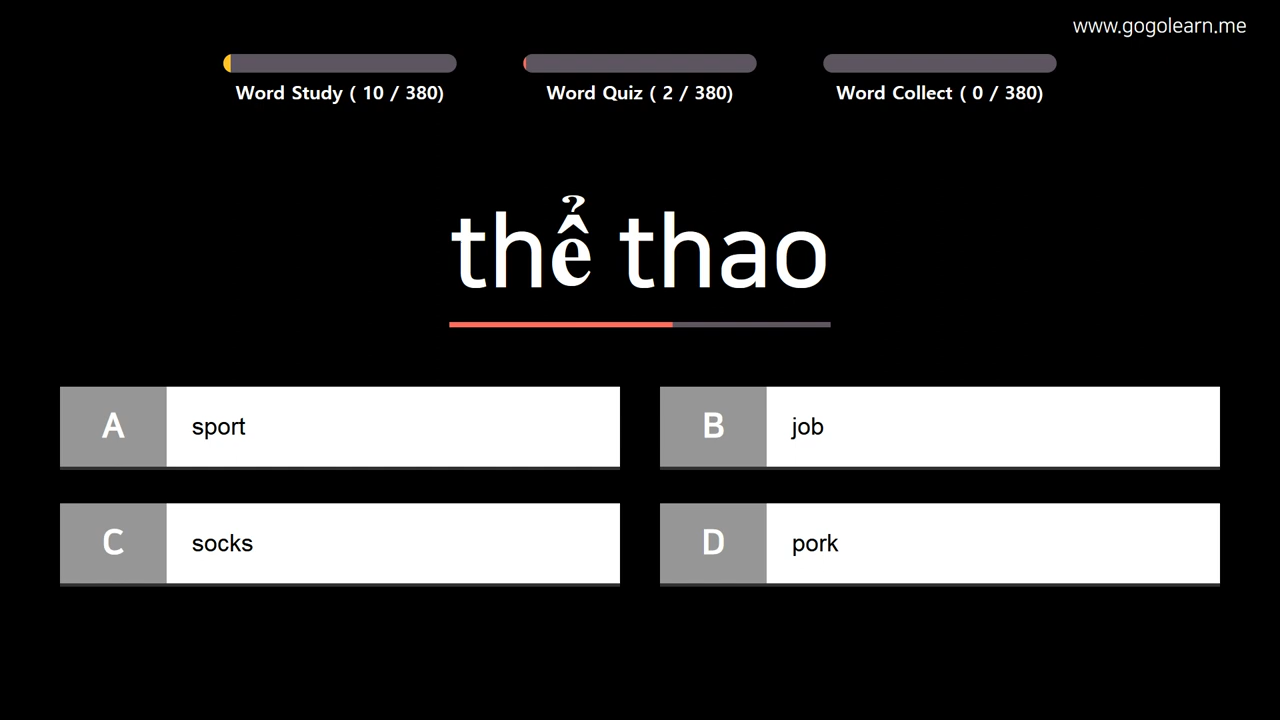 www.gogolearn.me
Word Study ( 10 / 380)
Word Quiz ( 2 / 380)
Word Collect ( 0 / 380)
thể thao
A sport
B job
C socks
D pork